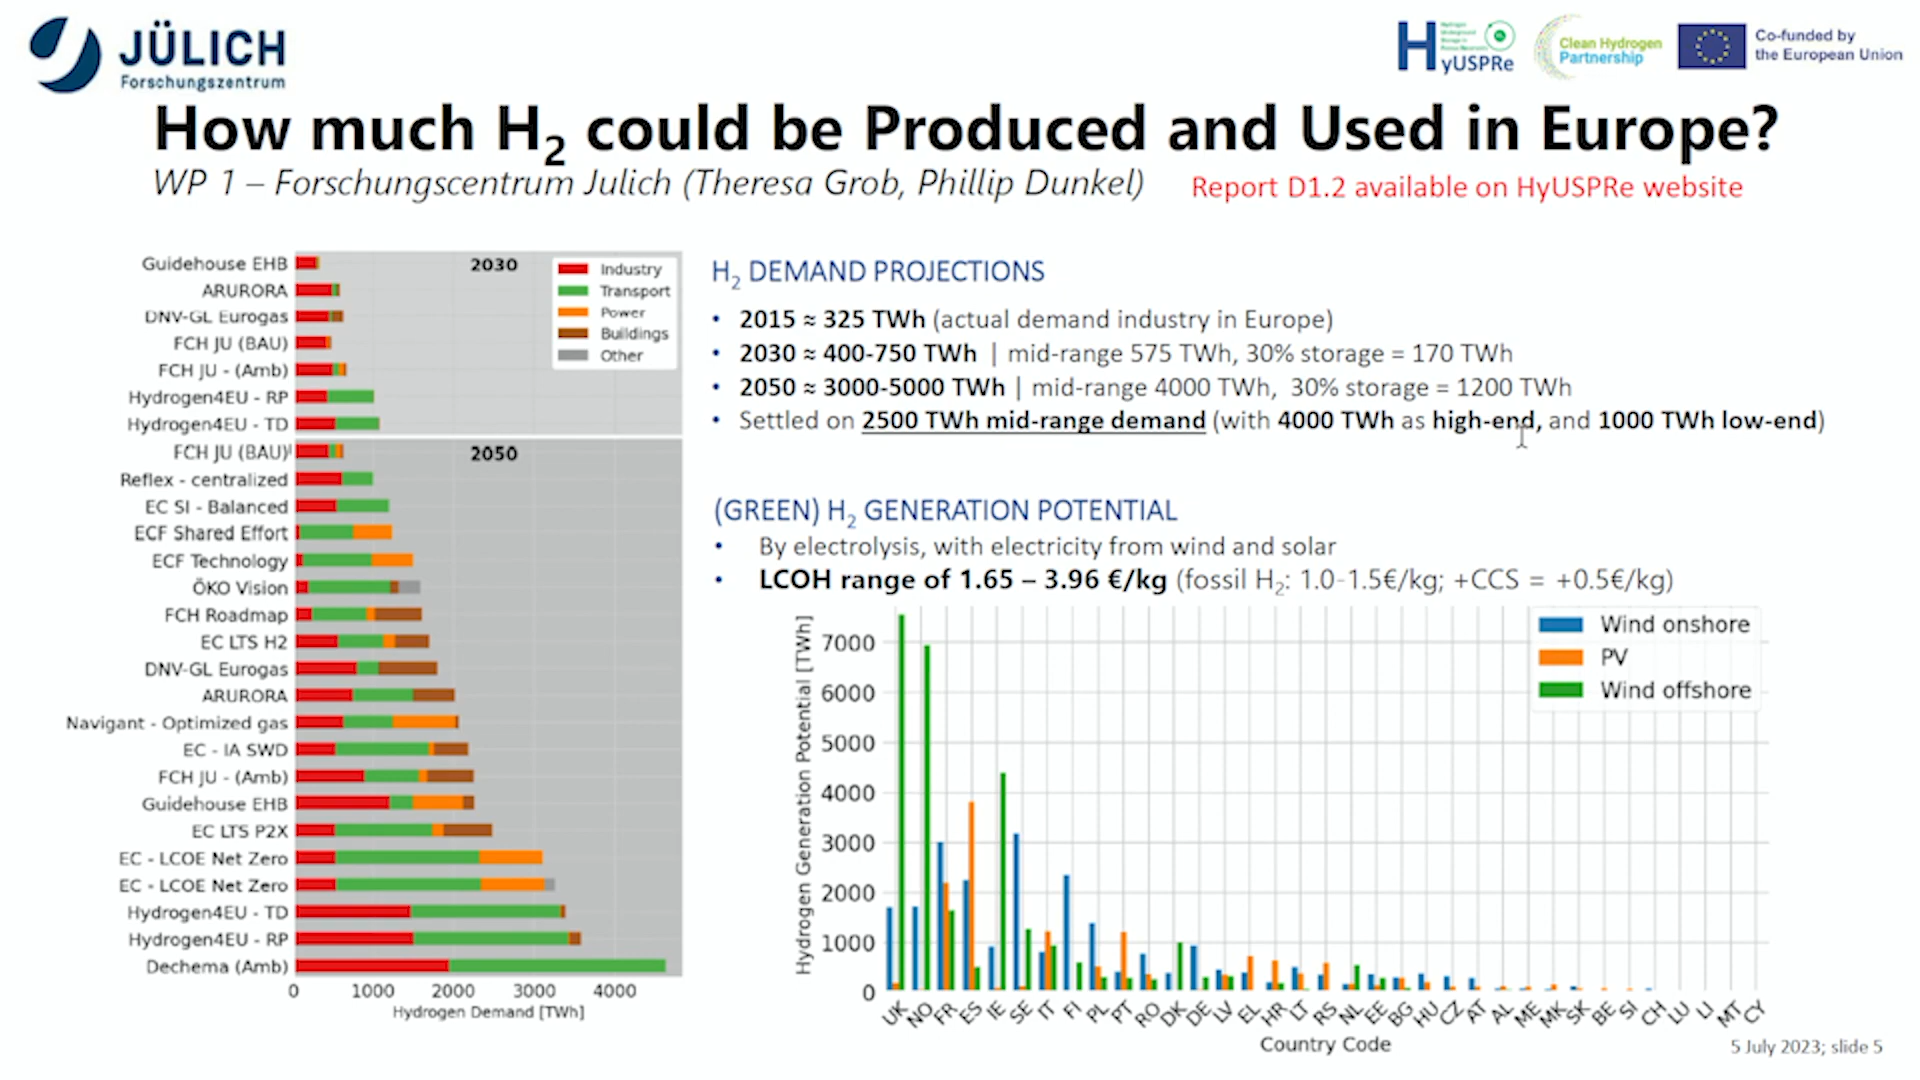 JÜLICH
Forschungszentrum
HyUSPRe
Clean Hydrogen
Partnership
Co-funded by
the European Union
How much H2 could be Produced and Used in Europe?
WP 1 – Forschungscentrum Julich (Theresa Grob, Phillip Dunkel)
Report D1.2 available on HyUSPRe website
2030
Guidehouse EHB
ARURORA
DNV-GL Eurogas
FCH JU (BAU)
FCH JU - (Amb)
Hydrogen4EU - RP
Hydrogen4EU - TD
Industry
Transport
Power
Buildings
Other
2050
FCH JU (BAU)
Reflex - centralized
EC SI - Balanced
ECF Shared Effort
ECF Technology
ÖKO Vision
FCH Roadmap
EC LTS H2
DNV-GL Eurogas
ARURORA
Navigant - Optimized gas
EC - IA SWD
FCH JU - (Amb)
Guidehouse EHB
EC LTS P2X
EC - LCOE Net Zero
EC - LCOE Net Zero
Hydrogen4EU - TD
Hydrogen4EU - RP
Dechema (Amb)
0 1000 2000 3000 4000
Hydrogen Demand [TWh]
H2 DEMAND PROJECTIONS
• 2015 ≈ 325 TWh (actual demand industry in Europe)
• 2030 ≈ 400-750 TWh | mid-range 575 TWh, 30% storage = 170 TWh
• 2050 ≈ 3000-5000 TWh | mid-range 4000 TWh, 30% storage = 1200 TWh
• Settled on 2500 TWh mid-range demand (with 4000 TWh as high-end, and 1000 TWh low-end)
(GREEN) H2 GENERATION POTENTIAL
• By electrolysis, with electricity from wind and solar
• LCOH range of 1.65 – 3.96 €/kg (fossil H2: 1.0-1.5€/kg; +CCS = +0.5€/kg)
Hydrogen Generation Potential [TWh]
7000
6000
5000
4000
3000
2000
1000
0
Wind onshore
PV
Wind offshore
UK NO FR ES IE SE IT FI PL PT RO DK DE LV EL HR LT RS NL EE BG HU CZ AT AL ME MK SK BE SI CH LU LI MT CY
Country Code
5 July 2023; slide 5